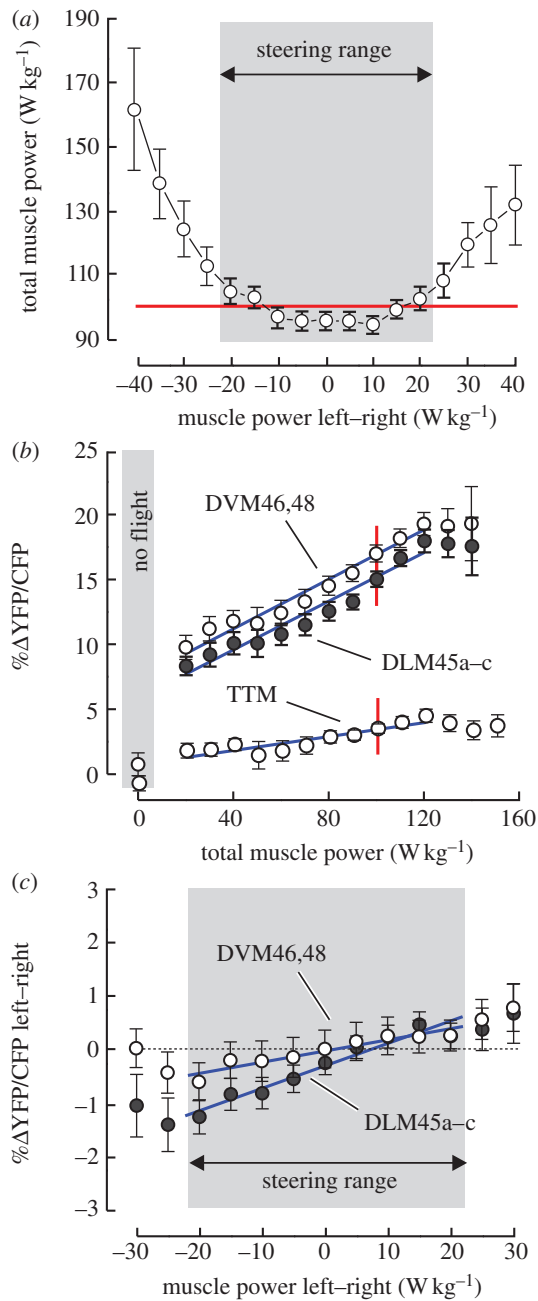 (a)
190
170
150
130
110
90
total muscle power (W kg−1)
steering range
−40 −30 −20 −10 0 10 20 30 40
muscle power left–right (W kg−1)
(b)
25
20
15
10
5
0
%ΔYFP/CFP
no flight
DVM46,48
DLM45a–c
TTM
0 40 80 120 160
total muscle power (W kg−1)
(c)
3
2
1
0
−1
−2
−3
%ΔYFP/CFP left–right
DVM46,48
DLM45a–c
steering range
−30 −20 −10 0 10 20 30
muscle power left–right (W kg−1)